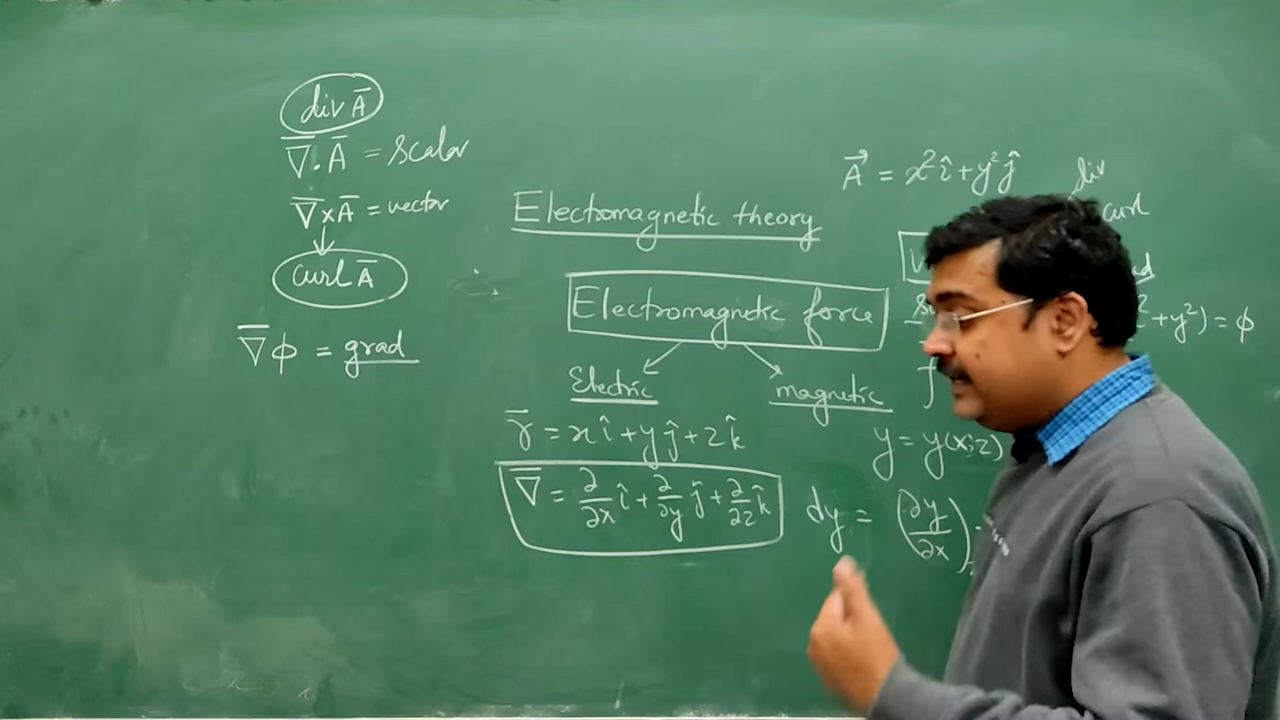 div A̅
∇̅·A̅ = scalar
∇̅×A̅ = vector
curl A̅
∇̅ϕ = grad
Electromagnetic theory
Electromagnetic force
Electric
magnetic
r̅ = xî+yĵ+zk̂
∇̅ = ∂/∂x î+∂/∂y ĵ+∂/∂z k̂
A⃗ = x²î+y²ĵ
div
curl
+y²) = ϕ
y = y(x,z)
dy = (∂y/∂x)